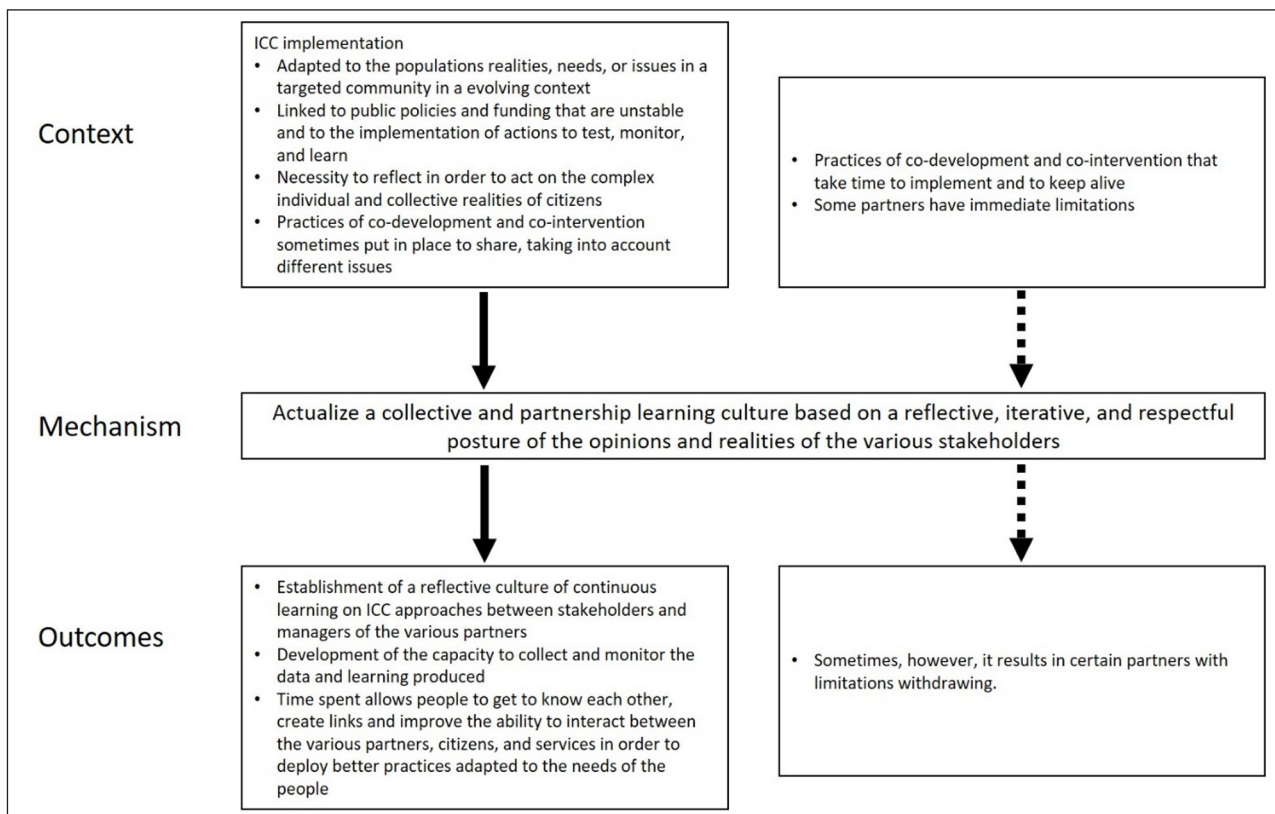 Context
ICC implementation
• Adapted to the populations realities, needs, or issues in a
targeted community in a evolving context
• Linked to public policies and funding that are unstable
and to the implementation of actions to test, monitor,
and learn
• Necessity to reflect in order to act on the complex
individual and collective realities of citizens
• Practices of co-development and co-intervention
sometimes put in place to share, taking into account
different issues
• Practices of co-development and co-intervention that
take time to implement and to keep alive
• Some partners have immediate limitations
Mechanism
Actualize a collective and partnership learning culture based on a reflective, iterative, and respectful
posture of the opinions and realities of the various stakeholders
Outcomes
• Establishment of a reflective culture of continuous
learning on ICC approaches between stakeholders and
managers of the various partners
• Development of the capacity to collect and monitor the
data and learning produced
• Time spent allows people to get to know each other,
create links and improve the ability to interact between
the various partners, citizens, and services in order to
deploy better practices adapted to the needs of the
people
• Sometimes, however, it results in certain partners with
limitations withdrawing.